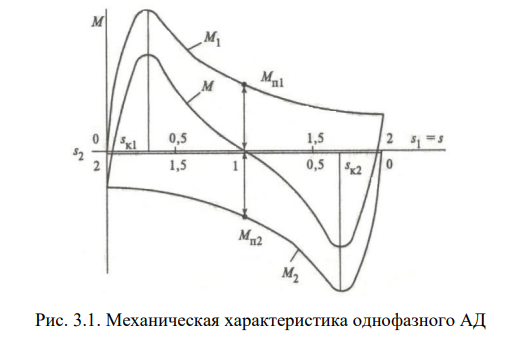 M
M₁
M
Mп1
0
sк1
0,5
1,5
2
s₁ = s
s₂
2
1,5
1
0,5
sк2
0
Mп2
M₂
Рис. 3.1. Механическая характеристика однофазного АД